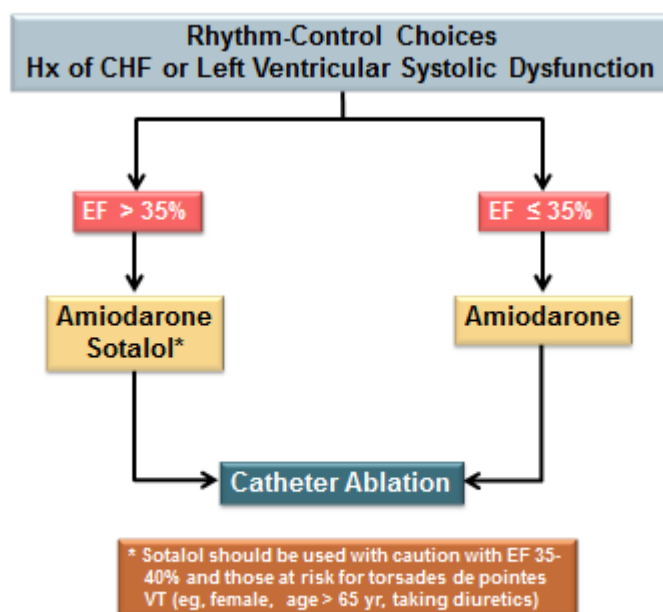 Rhythm-Control Choices
Hx of CHF or Left Ventricular Systolic Dysfunction
EF > 35%
EF ≤ 35%
Amiodarone
Sotalol*
Amiodarone
Catheter Ablation
* Sotalol should be used with caution with EF 35-
40% and those at risk for torsades de pointes
VT (eg, female, age > 65 yr, taking diuretics)